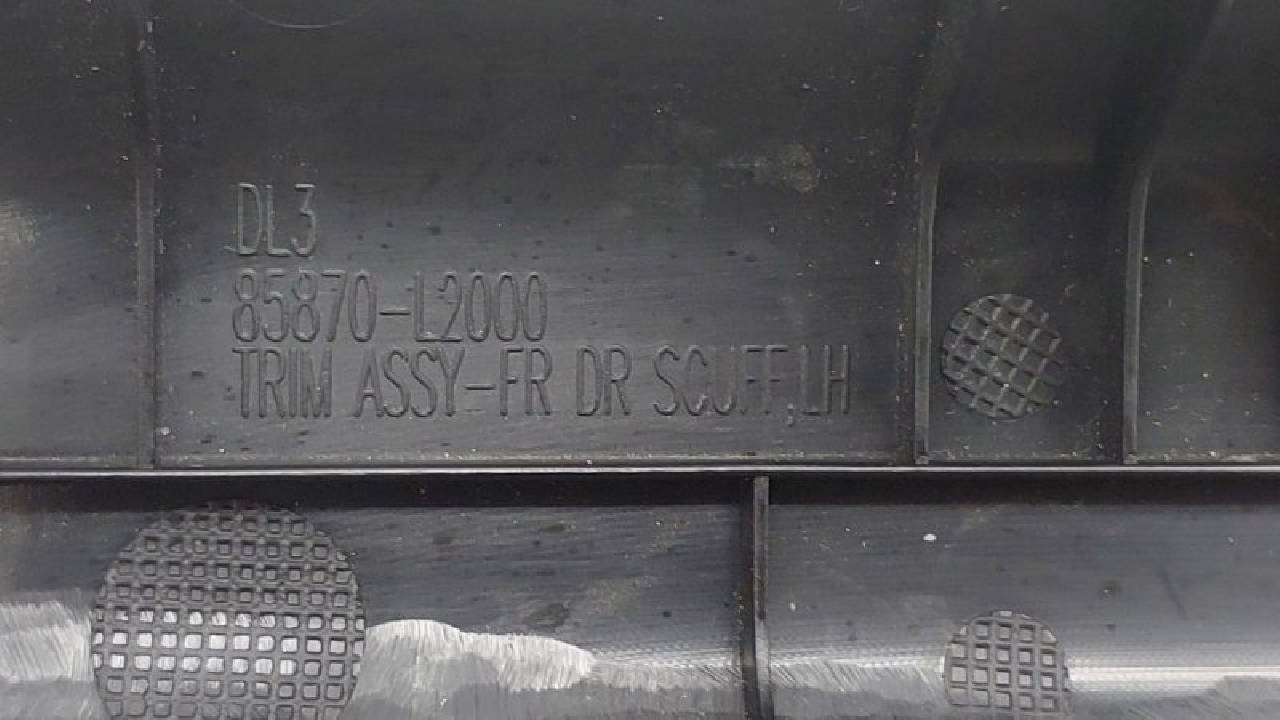 DL3
85870-L2000
TRIM ASSY-FR DR SCUFF,LH